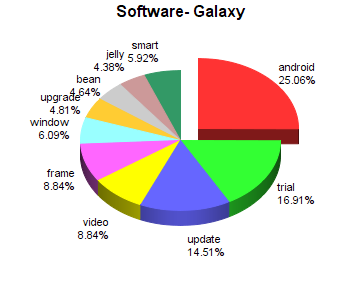 Software- Galaxy
smart
5.92%
jelly
4.38%
bean
4.64%
upgrade
4.81%
window
6.09%
frame
8.84%
video
8.84%
update
14.51%
trial
16.91%
android
25.06%